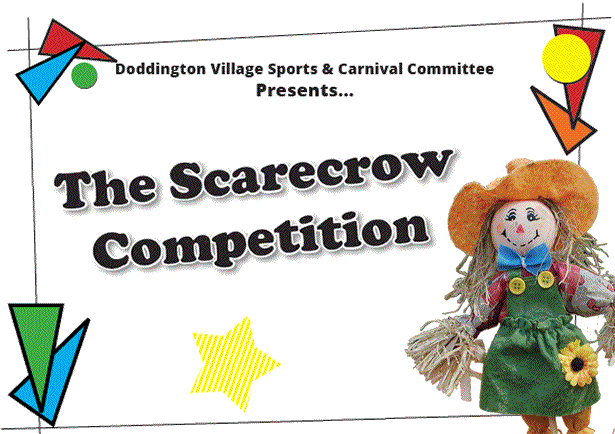 Doddington Village Sports & Carnival Committee
Presents...
The Scarecrow
Competition